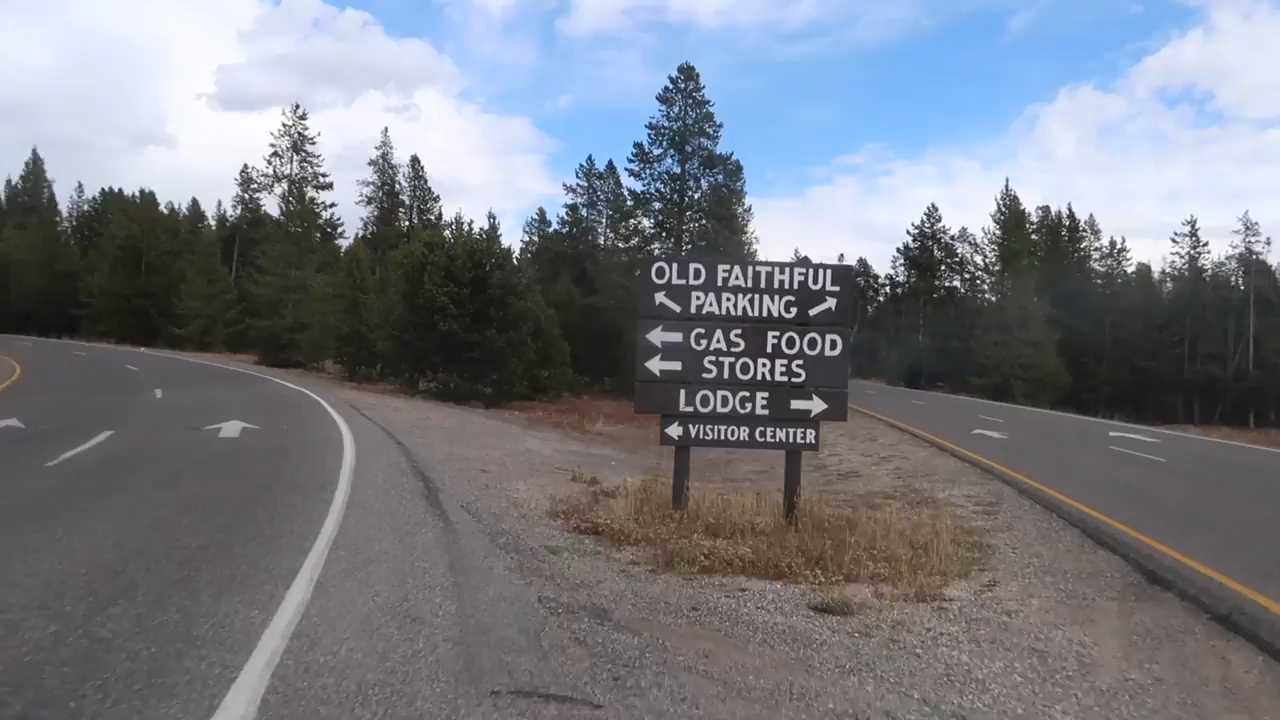 OLD FAITHFUL
PARKING
GAS FOOD
STORES
LODGE
VISITOR CENTER